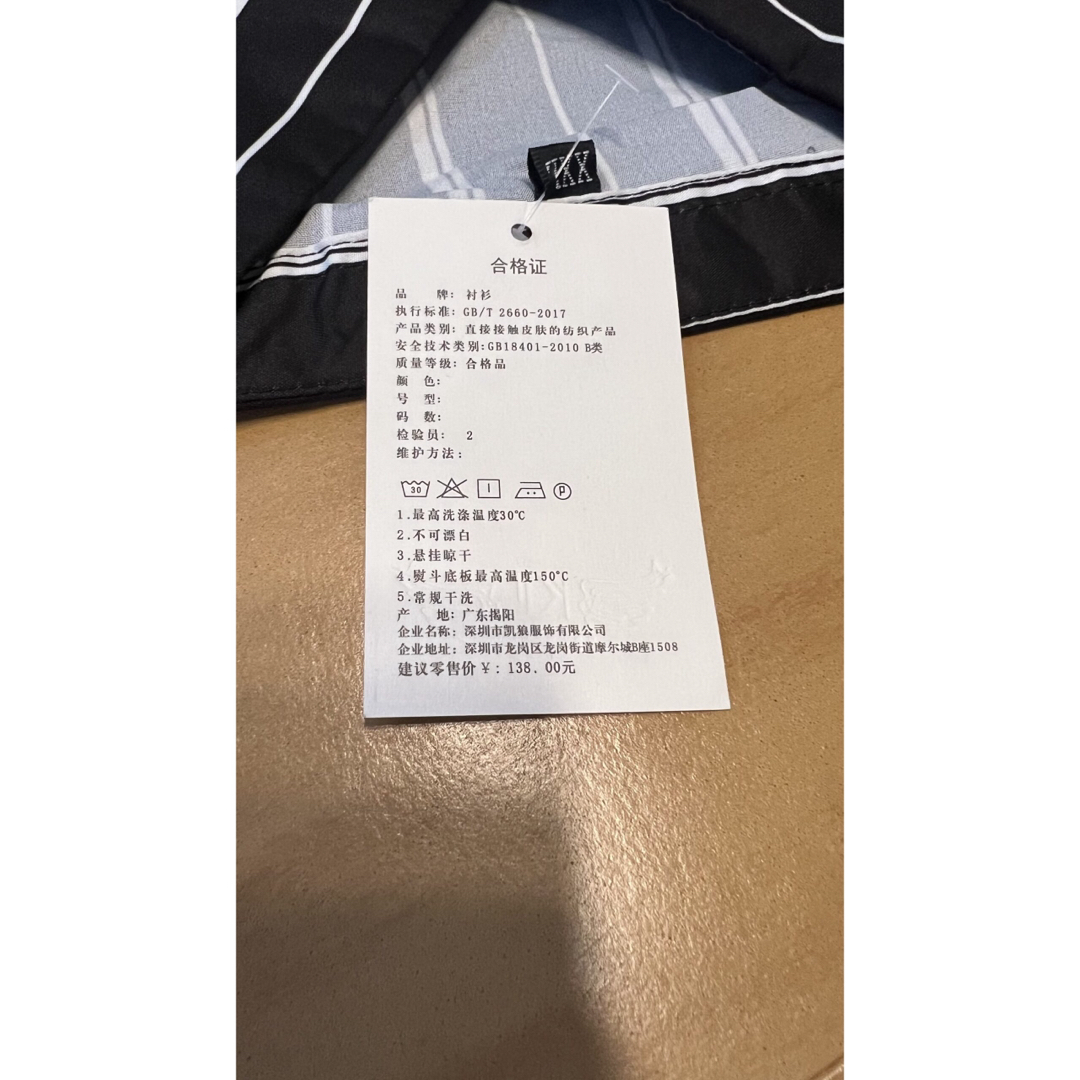 合格证
品 牌: 衬衫
执行标准: GB/T 2660-2017
产品类别: 直接接触皮肤的纺织产品
安全技术类别:GB18401-2010 B类
质量等级: 合格品
颜 色:
号 型:
码 数:
检验员: 2
维护方法:
30 P
1.最高洗涤温度30℃
2.不可漂白
3.悬挂晾干
4.熨斗底板最高温度150℃
5.常规干洗
产 地: 广东揭阳
企业名称: 深圳市凯狼服饰有限公司
企业地址: 深圳市龙岗区龙岗街道摩尔城B座1508
建议零售价¥: 138.00元